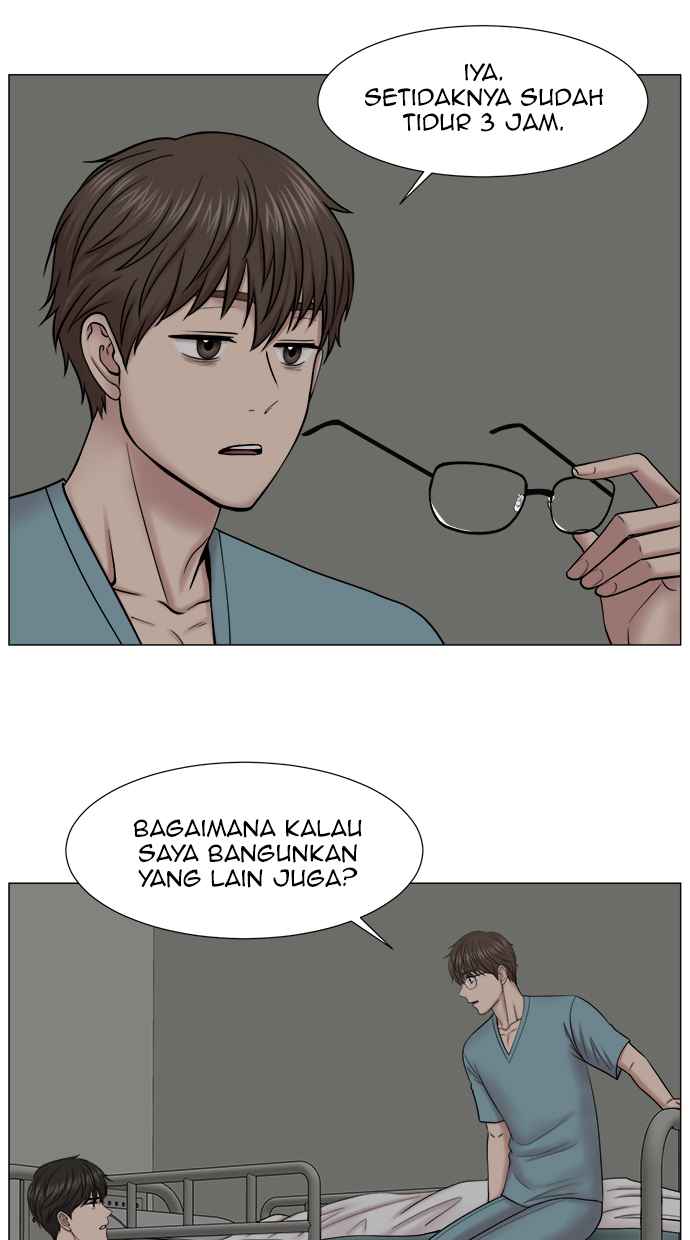 IYA.
SETIDAKNYA SUDAH
TIDUR 3 JAM.
BAGAIMANA KALAU
SAYA BANGUNKAN
YANG LAIN JUGA?